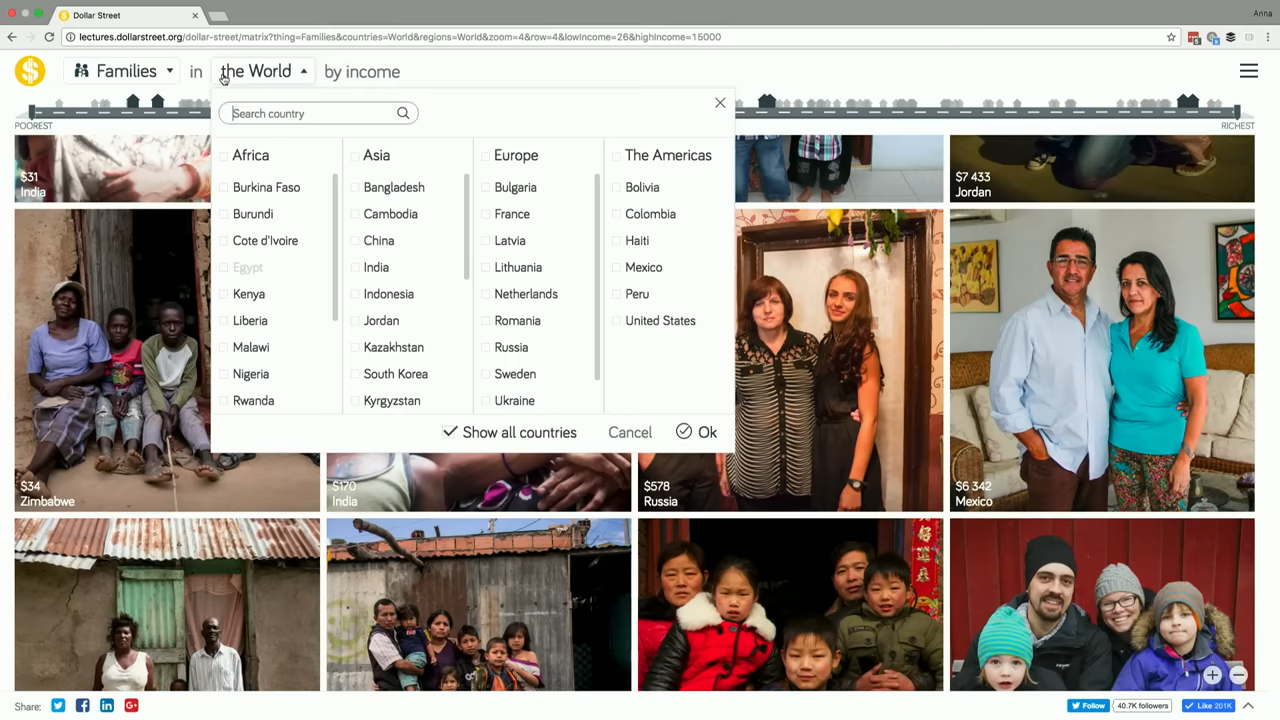 Dollar Street
Anna
lectures.dollarstreet.org/dollar-street/matrix?thing=Families&countries=World&regions=World&zoom=4&row=4&lowIncome=26&highIncome=15000
$ Families in the World by income
Search country
POOREST
RICHEST
Africa
Burkina Faso
Burundi
Cote d'Ivoire
Egypt
Kenya
Liberia
Malawi
Nigeria
Rwanda
Asia
Bangladesh
Cambodia
China
India
Indonesia
Jordan
Kazakhstan
South Korea
Kyrgyzstan
Europe
Bulgaria
France
Latvia
Lithuania
Netherlands
Romania
Russia
Sweden
Ukraine
The Americas
Bolivia
Colombia
Haiti
Mexico
Peru
United States
Show all countries
Cancel
Ok
$31
India
$7 433
Jordan
$34
Zimbabwe
$170
India
$578
Russia
$6 342
Mexico
Share:
Follow
40.7K followers
Like 201K